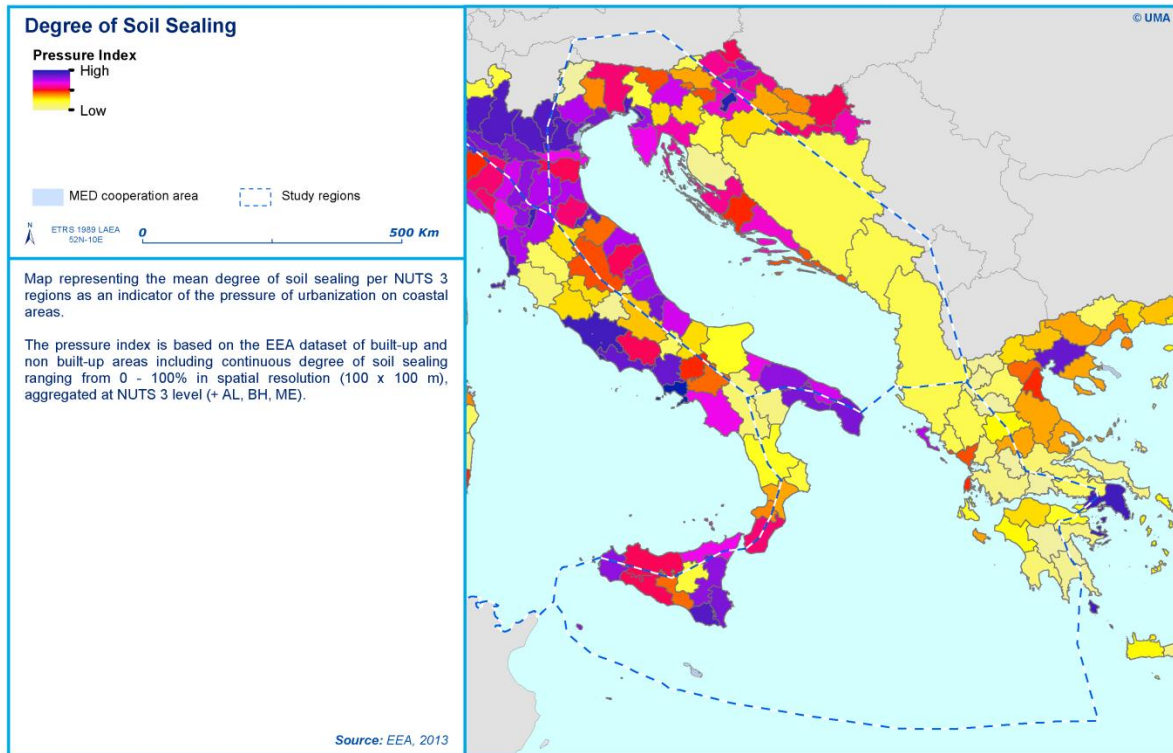 Degree of Soil Sealing
Pressure Index
High
Low
MED cooperation area
Study regions
N
ETRS 1989 LAEA
52N-10E
0
500 Km
Map representing the mean degree of soil sealing per NUTS 3
regions as an indicator of the pressure of urbanization on coastal
areas.
The pressure index is based on the EEA dataset of built-up and
non built-up areas including continuous degree of soil sealing
ranging from 0 - 100% in spatial resolution (100 x 100 m),
aggregated at NUTS 3 level (+ AL, BH, ME).
Source: EEA, 2013
© UMA